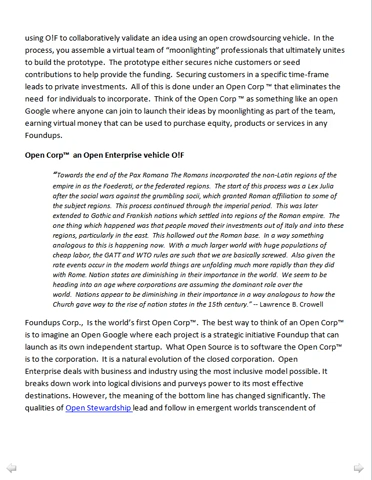 using O!F to collaboratively validate an idea using an open crowdsourcing vehicle.  In the
process, you assemble a virtual team of “moonlighting” professionals that ultimately unites
to build the prototype.  The prototype either secures niche customers or seed
contributions to help provide the funding.  Securing customers in a specific time-frame
leads to private investments.  All of this is done under an Open Corp ™ that eliminates the
need  for individuals to incorporate.  Think of the Open Corp ™ as something like an open
Google where anyone can join to launch their ideas by moonlighting as part of the team,
earning virtual money that can be used to purchase equity, products or services in any
Foundups.
Open Corp™  an Open Enterprise vehicle O!F
“Towards the end of the Pax Romana The Romans incorporated the non-Latin regions of the
empire in as the Foederati, or the federated regions.  The start of this process was a Lex Julia
after the social wars against the grumbling socii, which granted Roman affiliation to some of
the subject regions.  This process continued through the imperial period.  This was later
extended to Gothic and Frankish nations which settled into regions of the Roman empire.  The
one thing which happened was that people moved their investments out of Italy and into these
regions, particularly in the east.  This hollowed out the Roman base.  In a way something
analogous to this is happening now.  With a much larger world with huge populations of
cheap labor, the GATT and WTO rules are such that we are basically screwed.  Also given the
rate events occur in the modern world things are unfolding much more rapidly than they did
with Rome. Nation states are diminishing in their importance in the world.  We seem to be
heading into an age where corporations are assuming the dominant role over the
world.  Nations appear to be diminishing in their importance in a way analogous to how the
Church gave way to the rise of nation states in the 15th century.” -- Lawrence B. Crowell
Foundups Corp.,  Is the world’s first Open Corp™.  The best way to think of an Open Corp™
is to imagine an Open Google where each project is a strategic initiative Foundup that can
launch as its own independent startup.  What Open Source is to software the Open Corp™
is to the corporation.  It is a natural evolution of the closed corporation.  Open
Enterprise deals with business and industry using the most inclusive model possible. It
breaks down work into logical divisions and purveys power to its most effective
destinations. However, the meaning of the bottom line has changed significantly. The
qualities of Open Stewardship lead and follow in emergent worlds transcendent of